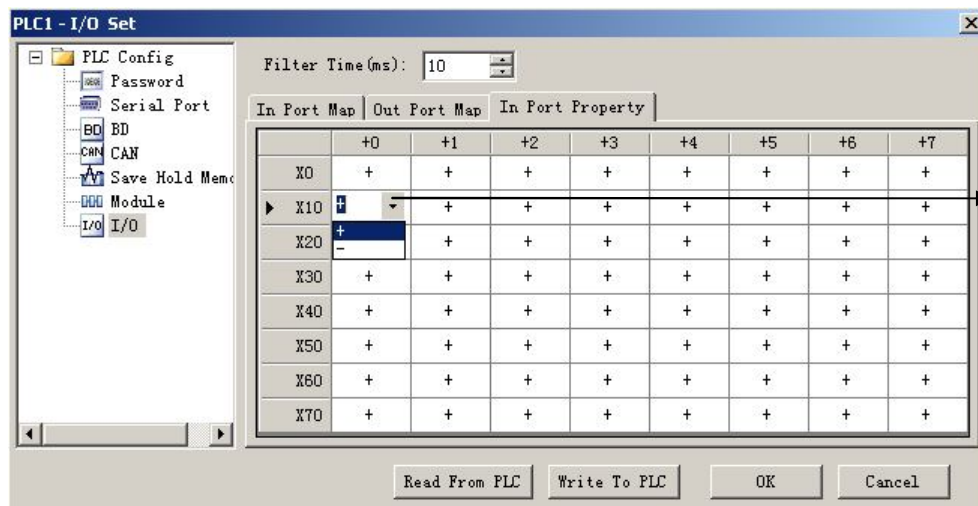 PLC1 - I/O Set
PLC Config
Password
Serial Port
BD BD
CAN CAN
Save Hold Memo
Module
I/O I/O
Filter Time(ms): 10
In Port Map Out Port Map In Port Property
+0 +1 +2 +3 +4 +5 +6 +7
X0 + + + + + + + +
X10 + + + + + + + +
+
X20 + + + + + + +
-
X30 + + + + + + + +
X40 + + + + + + + +
X50 + + + + + + + +
X60 + + + + + + + +
X70 + + + + + + + +
Read From PLC Write To PLC OK Cancel